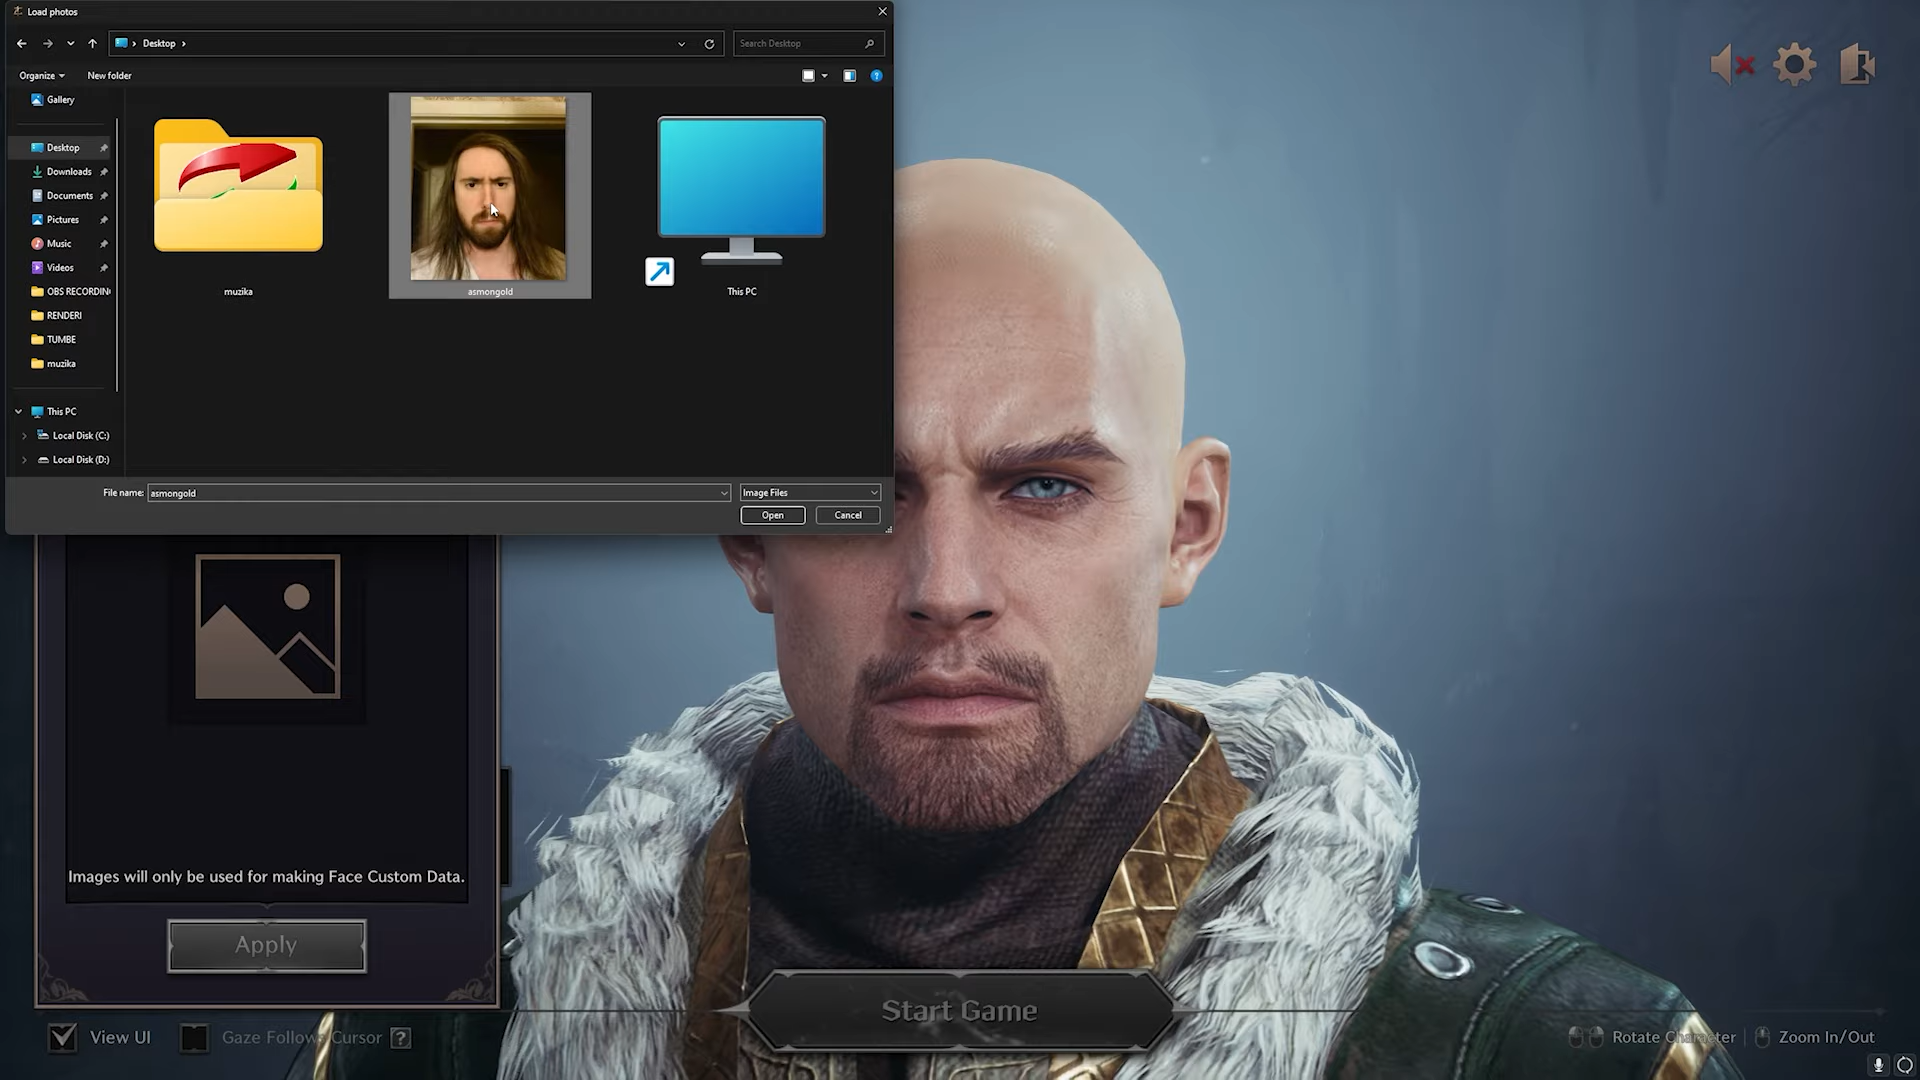 Load photos
Desktop
Search Desktop
Organize
New folder
Gallery
Desktop
Downloads
Documents
Pictures
Music
Videos
OBS RECORDIN
RENDERI
TUMBE
muzika
This PC
Local Disk (C:)
Local Disk (D:)
muzika
asmongold
This PC
File name:
asmongold
Image Files
Open
Cancel
Images will only be used for making Face Custom Data.
Apply
Start Game
View UI
Gaze Follows Cursor ?
Rotate Character
Zoom In/Out